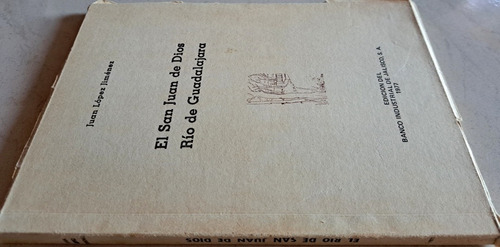 Juan López Jiménez
El San Juan de Dios
Río de Guadalajara
EDICION DEL
BANCO INDUSTRIAL DE JALISCO, S.A.
1977
EL RIO DE SAN JUAN DE DIOS